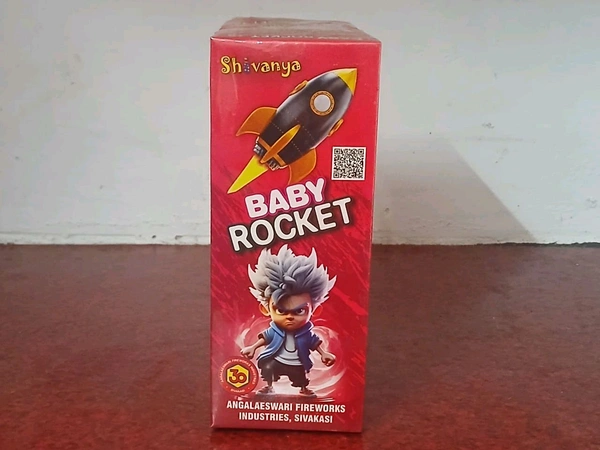 Shivanya
BABY
ROCKET
30
ANGALAESWARI FIREWORKS
INDUSTRIES, SIVAKASI